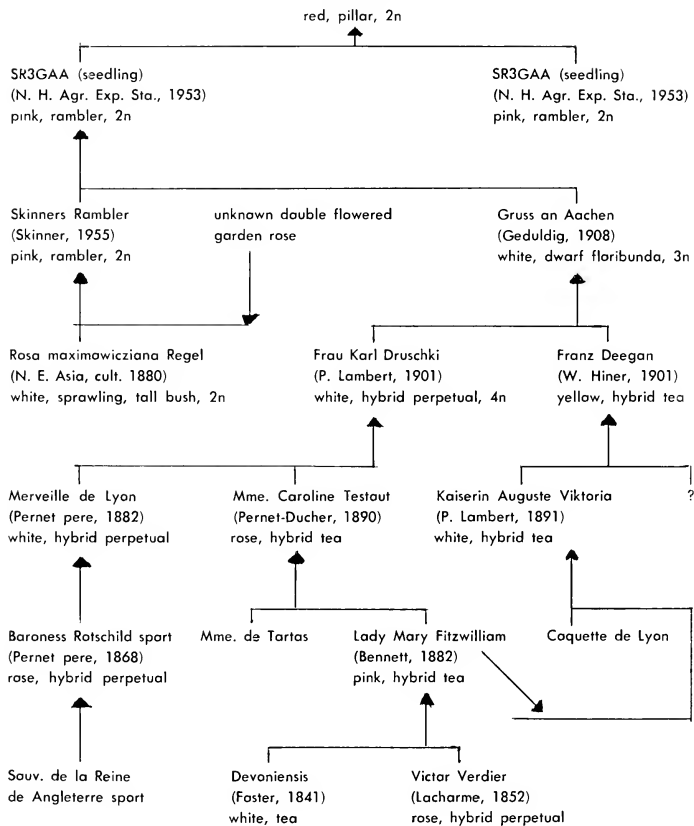 red, pillar, 2n
SR3GAA (seedling)
(N. H. Agr. Exp. Sta., 1953)
pink, rambler, 2n
SR3GAA (seedling)
(N. H. Agr. Exp. Sta., 1953)
pink, rambler, 2n
Skinners Rambler
(Skinner, 1955)
pink, rambler, 2n
unknown double flowered
garden rose
Gruss an Aachen
(Geduldig, 1908)
white, dwarf floribunda, 3n
Rosa maximowicziana Regel
(N. E. Asia, cult. 1880)
white, sprawling, tall bush, 2n
Frau Karl Druschki
(P. Lambert, 1901)
white, hybrid perpetual, 4n
Franz Deegan
(W. Hiner, 1901)
yellow, hybrid tea
Merveille de Lyon
(Pernet pere, 1882)
white, hybrid perpetual
Mme. Caroline Testaut
(Pernet-Ducher, 1890)
rose, hybrid tea
Kaiserin Auguste Viktoria
(P. Lambert, 1891)
white, hybrid tea
?
Baroness Rotschild sport
(Pernet pere, 1868)
rose, hybrid perpetual
Mme. de Tartas
Lady Mary Fitzwilliam
(Bennett, 1882)
pink, hybrid tea
Coquette de Lyon
Sauv. de la Reine
de Angleterre sport
Devoniensis
(Foster, 1841)
white, tea
Victor Verdier
(Lacharme, 1852)
rose, hybrid perpetual